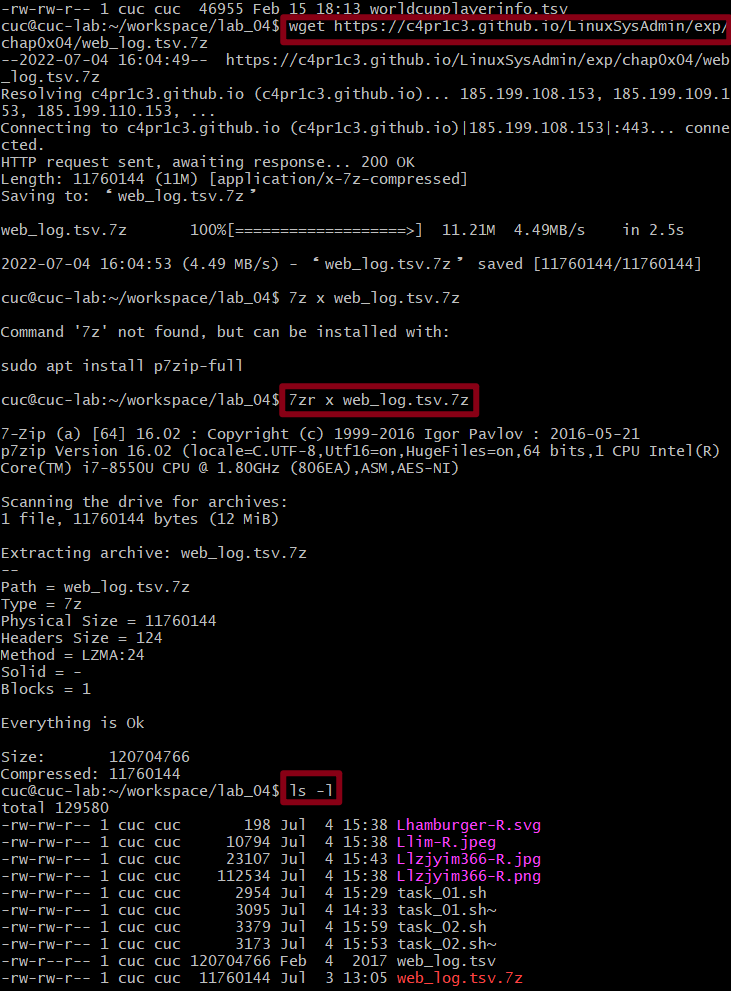 -rw-rw-r-- 1 cuc cuc  46955 Feb 15 18:13 worldcupplayerinfo.tsv
cuc@cuc-lab:~/workspace/lab_04$ wget https://c4pr1c3.github.io/LinuxSysAdmin/exp/
chap0x04/web_log.tsv.7z
--2022-07-04 16:04:49--  https://c4pr1c3.github.io/LinuxSysAdmin/exp/chap0x04/web
_log.tsv.7z
Resolving c4pr1c3.github.io (c4pr1c3.github.io)... 185.199.108.153, 185.199.109.1
53, 185.199.110.153, ...
Connecting to c4pr1c3.github.io (c4pr1c3.github.io)|185.199.108.153|:443... conne
cted.
HTTP request sent, awaiting response... 200 OK
Length: 11760144 (11M) [application/x-7z-compressed]
Saving to: ‘web_log.tsv.7z’
web_log.tsv.7z       100%[===================>]  11.21M  4.49MB/s    in 2.5s
2022-07-04 16:04:53 (4.49 MB/s) - ‘web_log.tsv.7z’ saved [11760144/11760144]
cuc@cuc-lab:~/workspace/lab_04$ 7z x web_log.tsv.7z
Command '7z' not found, but can be installed with:
sudo apt install p7zip-full
cuc@cuc-lab:~/workspace/lab_04$ 7zr x web_log.tsv.7z
7-Zip (a) [64] 16.02 : Copyright (c) 1999-2016 Igor Pavlov : 2016-05-21
p7zip Version 16.02 (locale=C.UTF-8,Utf16=on,HugeFiles=on,64 bits,1 CPU Intel(R)
Core(TM) i7-8550U CPU @ 1.80GHz (806EA),ASM,AES-NI)
Scanning the drive for archives:
1 file, 11760144 bytes (12 MiB)
Extracting archive: web_log.tsv.7z
--
Path = web_log.tsv.7z
Type = 7z
Physical Size = 11760144
Headers Size = 124
Method = LZMA:24
Solid = -
Blocks = 1
Everything is Ok
Size:       120704766
Compressed: 11760144
cuc@cuc-lab:~/workspace/lab_04$ ls -l
total 129580
-rw-rw-r-- 1 cuc cuc       198 Jul  4 15:38 Lhamburger-R.svg
-rw-rw-r-- 1 cuc cuc     10794 Jul  4 15:38 Llim-R.jpeg
-rw-rw-r-- 1 cuc cuc     23107 Jul  4 15:43 Llzjyim366-R.jpg
-rw-rw-r-- 1 cuc cuc    112534 Jul  4 15:38 Llzjyim366-R.png
-rw-rw-r-- 1 cuc cuc      2954 Jul  4 15:29 task_01.sh
-rw-rw-r-- 1 cuc cuc      3095 Jul  4 14:33 task_01.sh~
-rw-rw-r-- 1 cuc cuc      3379 Jul  4 15:59 task_02.sh
-rw-rw-r-- 1 cuc cuc      3173 Jul  4 15:53 task_02.sh~
-rw-r--r-- 1 cuc cuc 120704766 Feb  4  2017 web_log.tsv
-rw-rw-r-- 1 cuc cuc  11760144 Jul  3 13:05 web_log.tsv.7z